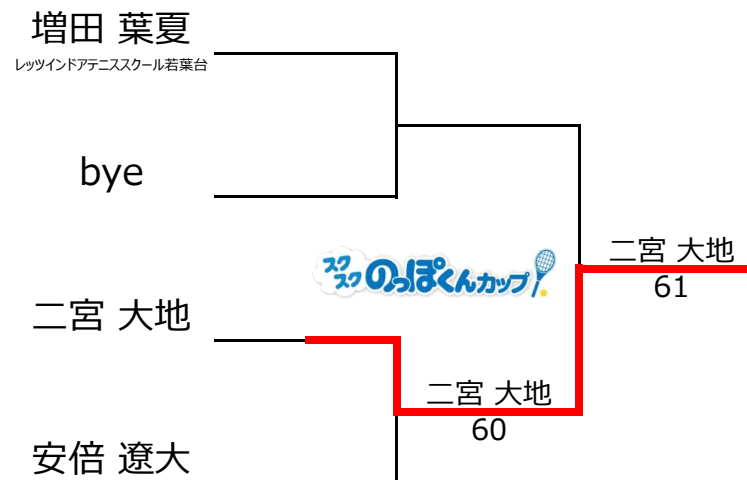 増田 葉夏
レッツインドアテニススクール若葉台
bye
スクスク のっぽくんカップ
二宮 大地
61
二宮 大地
二宮 大地
60
安倍 遼大